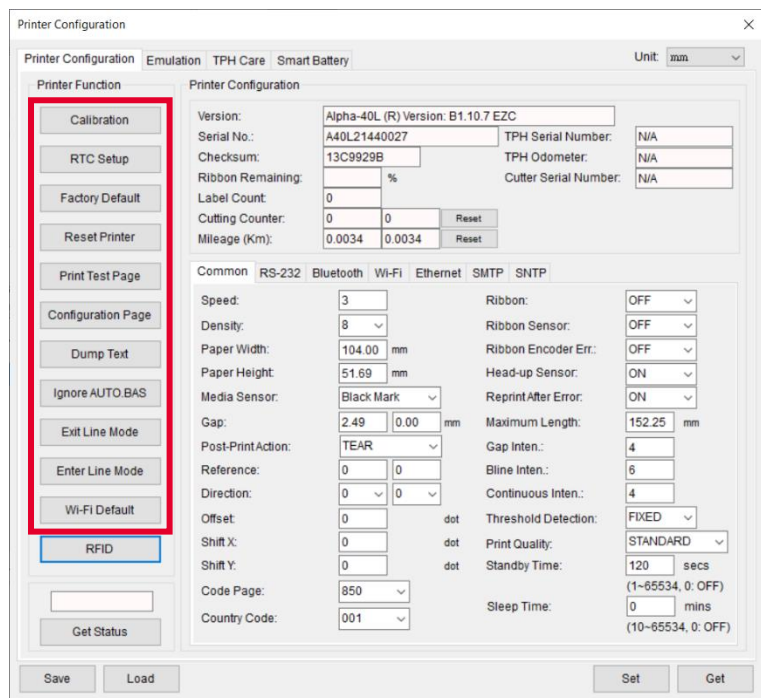 Printer Configuration
Printer Configuration Emulation TPH Care Smart Battery Unit: mm
Printer Function
Calibration
RTC Setup
Factory Default
Reset Printer
Print Test Page
Configuration Page
Dump Text
Ignore AUTO.BAS
Exit Line Mode
Enter Line Mode
Wi-Fi Default
RFID
Get Status
Printer Configuration
Version: Alpha-40L (R) Version: B1.10.7 EZC
Serial No.: A40L21440027 TPH Serial Number: N/A
Checksum: 13C9929B TPH Odometer: N/A
Ribbon Remaining: % Cutter Serial Number: N/A
Label Count: 0
Cutting Counter: 0 0 Reset
Mileage (Km): 0.0034 0.0034 Reset
Common RS-232 Bluetooth Wi-Fi Ethernet SMTP SNTP
Speed: 3 Ribbon: OFF
Density: 8 Ribbon Sensor: OFF
Paper Width: 104.00 mm Ribbon Encoder Err.: OFF
Paper Height: 51.69 mm Head-up Sensor: ON
Media Sensor: Black Mark Reprint After Error: ON
Gap: 2.49 0.00 mm Maximum Length: 152.25 mm
Post-Print Action: TEAR Gap Inten.: 4
Reference: 0 0 Bline Inten.: 6
Direction: 0 0 Continuous Inten.: 4
Offset: 0 dot Threshold Detection: FIXED
Shift X: 0 dot Print Quality: STANDARD
Shift Y: 0 dot Standby Time: 120 secs
(1~65534, 0: OFF)
Code Page: 850
Sleep Time: 0 mins
Country Code: 001
(10~65534, 0: OFF)
Save Load Set Get